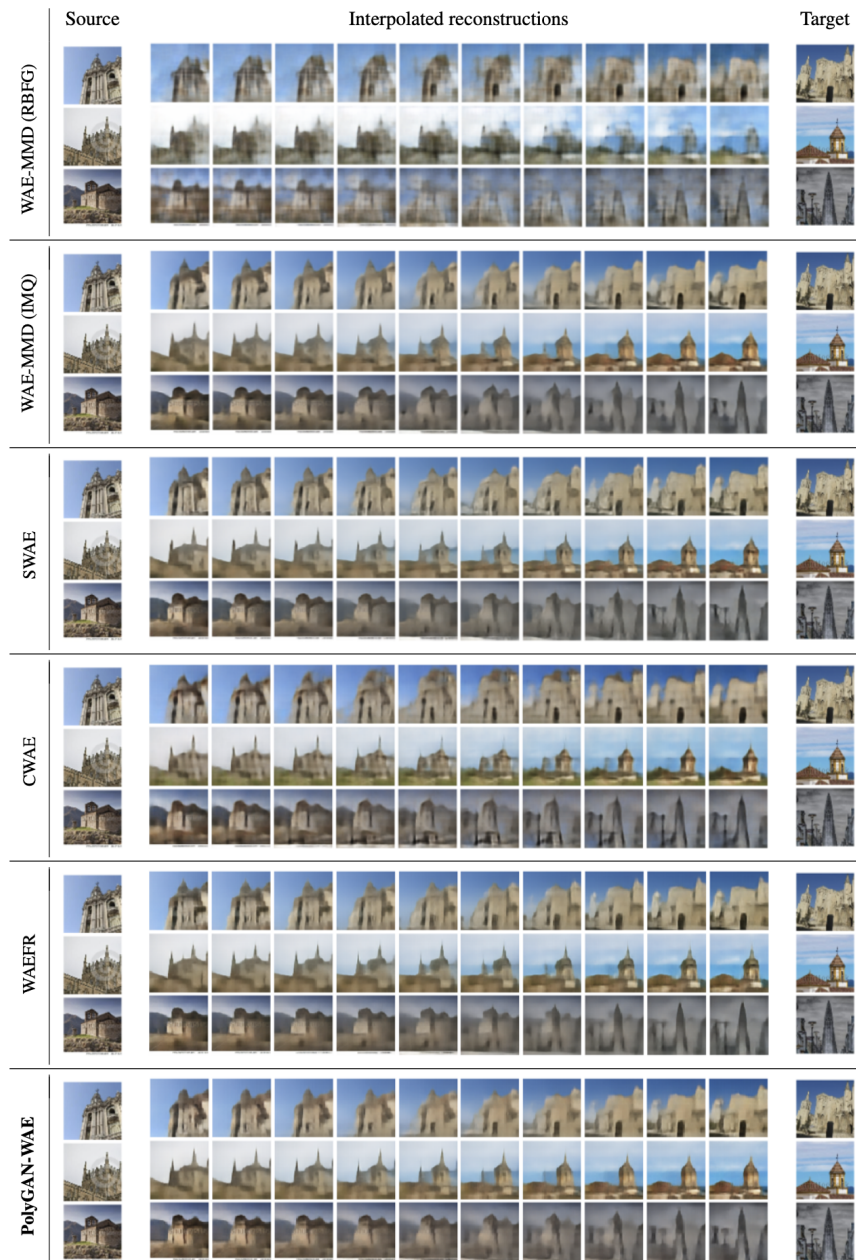 Source Interpolated reconstructions Target
WAE-MMD (RBFG)
WAE-MMD (IMQ)
SWAE
CWAE
WAEFR
PolyGAN-WAE